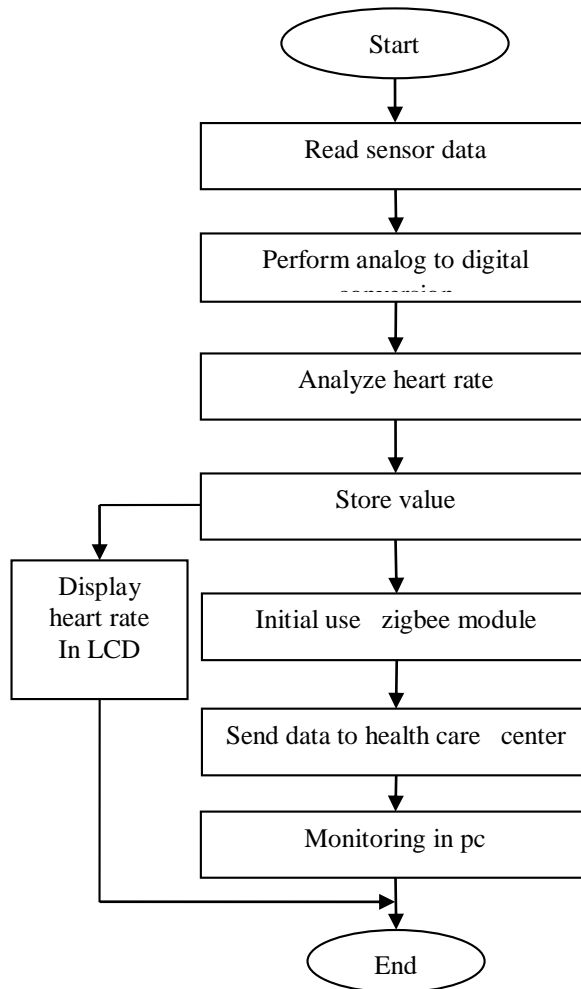 Start
Read sensor data
Perform analog to digital
conversion
Analyze heart rate
Store value
Display
heart rate
In LCD
Initial use zigbee module
Send data to health care center
Monitoring in pc
End